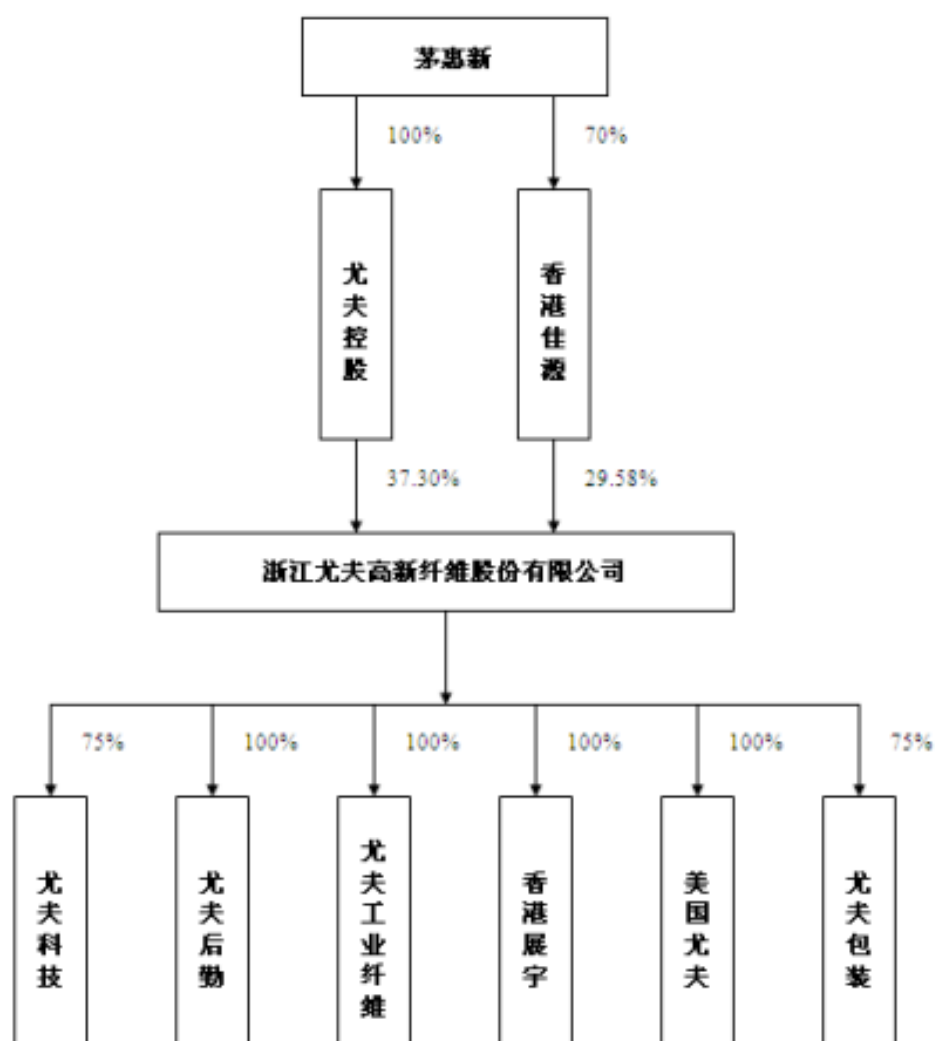 茅惠新
100%
70%
尤夫控股
香港佳源
37.30%
29.58%
浙江尤夫高新纤维股份有限公司
75%
100%
100%
100%
100%
75%
尤夫科技
尤夫后勤
尤夫工业纤维
香港展宇
美国尤夫
尤夫包装